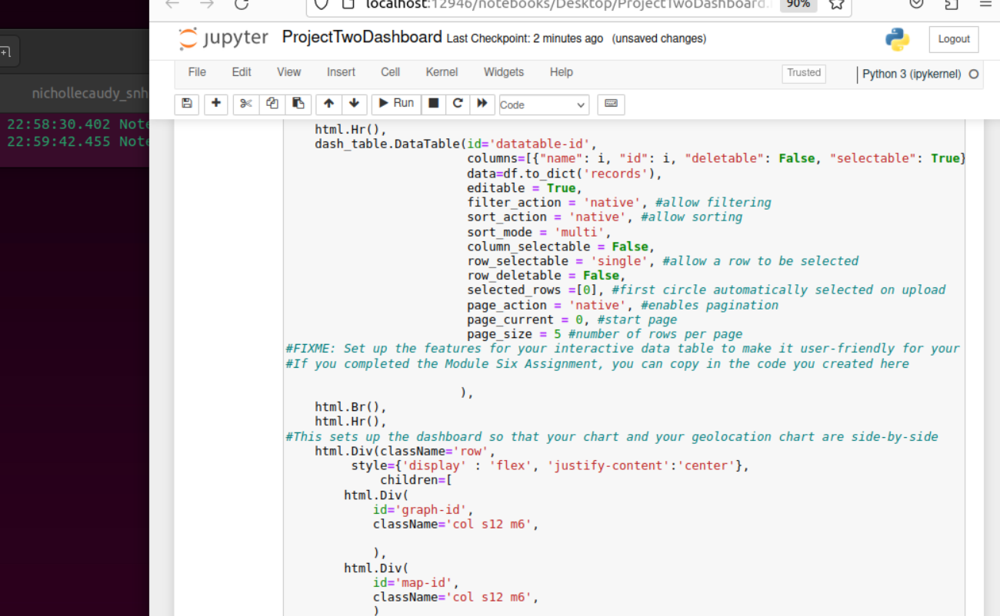 localhost:12946/notebooks/Desktop/ProjectTwoDashboard. 90%
jupyter ProjectTwoDashboard Last Checkpoint: 2 minutes ago (unsaved changes) Logout
File Edit View Insert Cell Kernel Widgets Help Trusted Python 3 (ipykernel)
Run Code
nichollecaudy_snh
22:58:30.402 Note
22:59:42.455 Note
html.Hr(),
dash_table.DataTable(id='datatable-id',
columns=[{"name": i, "id": i, "deletable": False, "selectable": True}
data=df.to_dict('records'),
editable = True,
filter_action = 'native', #allow filtering
sort_action = 'native', #allow sorting
sort_mode = 'multi',
column_selectable = False,
row_selectable = 'single', #allow a row to be selected
row_deletable = False,
selected_rows =[0], #first circle automatically selected on upload
page_action = 'native', #enables pagination
page_current = 0, #start page
page_size = 5 #number of rows per page
#FIXME: Set up the features for your interactive data table to make it user-friendly for your
#If you completed the Module Six Assignment, you can copy in the code you created here
),
html.Br(),
html.Hr(),
#This sets up the dashboard so that your chart and your geolocation chart are side-by-side
html.Div(className='row',
style={'display' : 'flex', 'justify-content':'center'},
children=[
html.Div(
id='graph-id',
className='col s12 m6',
),
html.Div(
id='map-id',
className='col s12 m6',
)